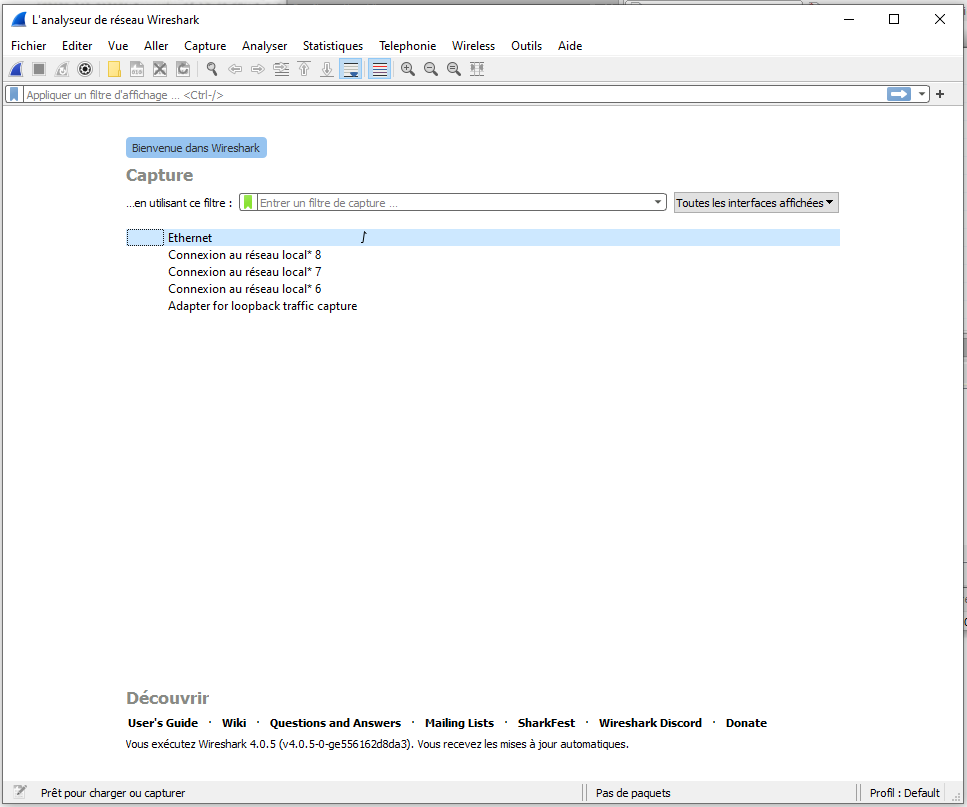 L'analyseur de réseau Wireshark
Fichier Editer Vue Aller Capture Analyser Statistiques Telephonie Wireless Outils Aide
Appliquer un filtre d'affichage ... <Ctrl-/>
Bienvenue dans Wireshark
Capture
...en utilisant ce filtre : Entrer un filtre de capture ... Toutes les interfaces affichées
Ethernet
Connexion au réseau local* 8
Connexion au réseau local* 7
Connexion au réseau local* 6
Adapter for loopback traffic capture
Découvrir
User's Guide · Wiki · Questions and Answers · Mailing Lists · SharkFest · Wireshark Discord · Donate
Vous exécutez Wireshark 4.0.5 (v4.0.5-0-ge556162d8da3). Vous recevez les mises à jour automatiques.
Prêt pour charger ou capturer Pas de paquets Profil : Default